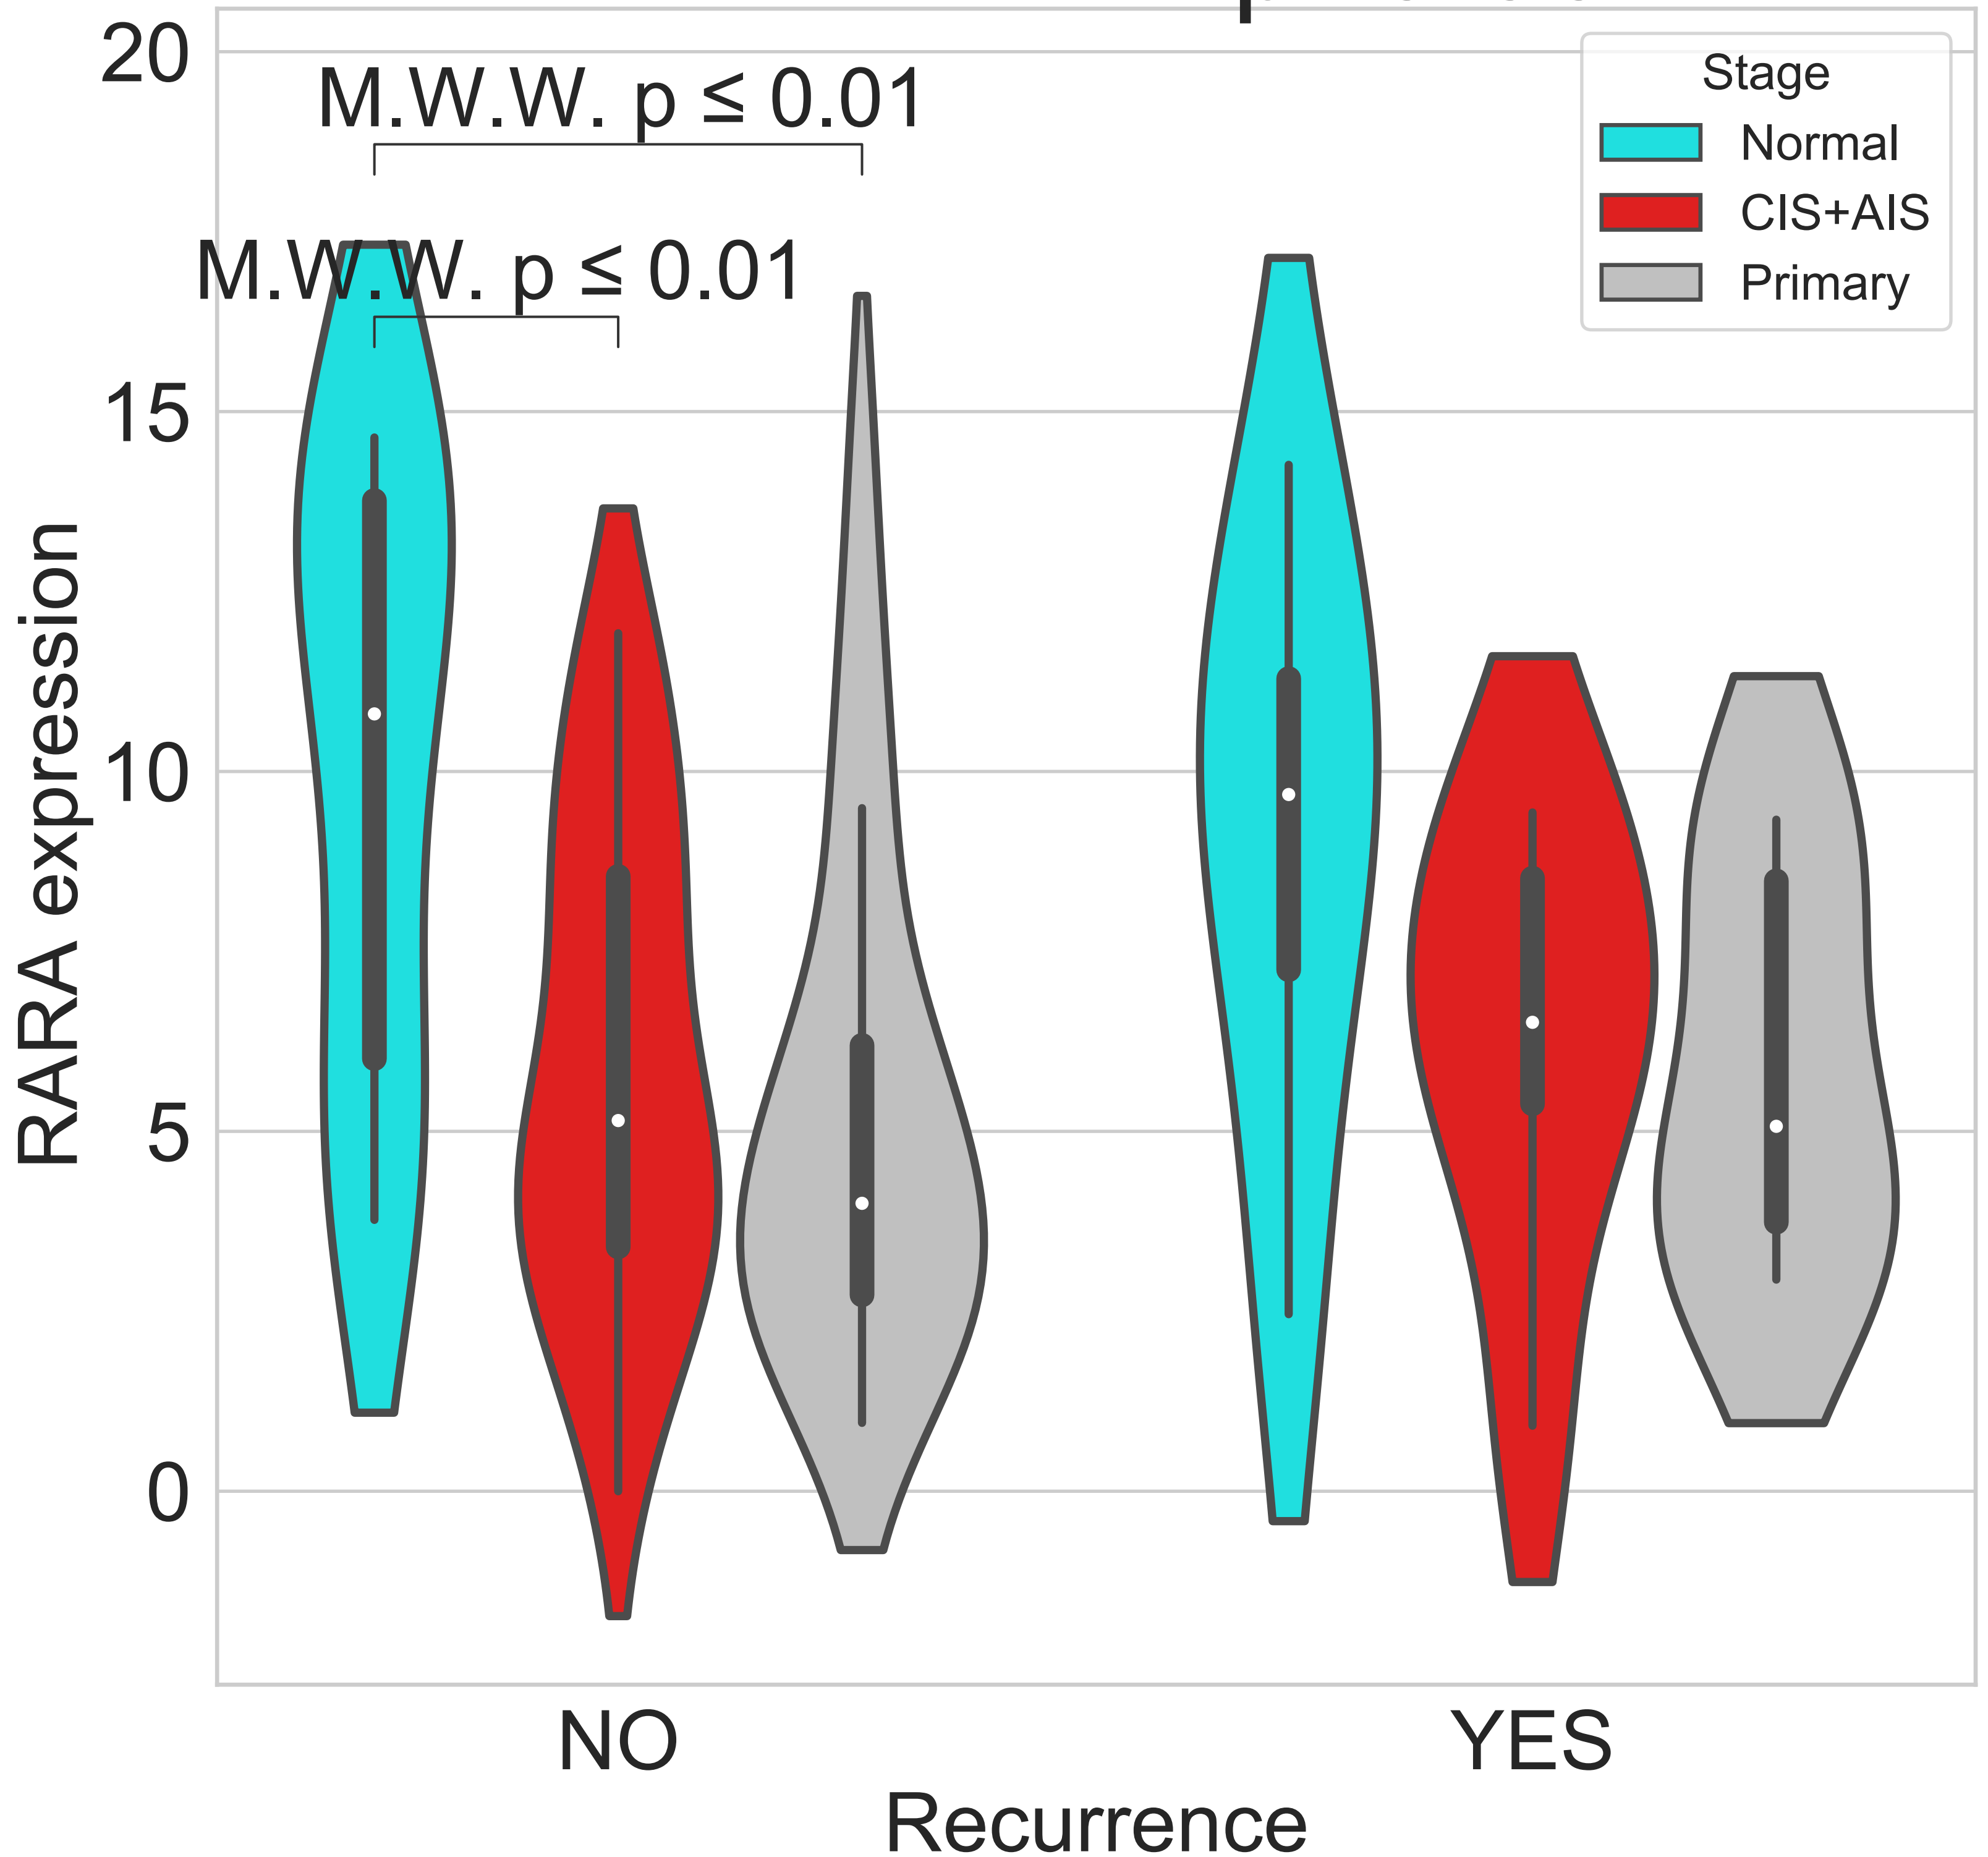 20
15
10
5
0
RARA expression
M.W.W. p ≤ 0.01
M.W.W. p ≤ 0.01
Stage
Normal
CIS+AIS
Primary
NO
YES
Recurrence